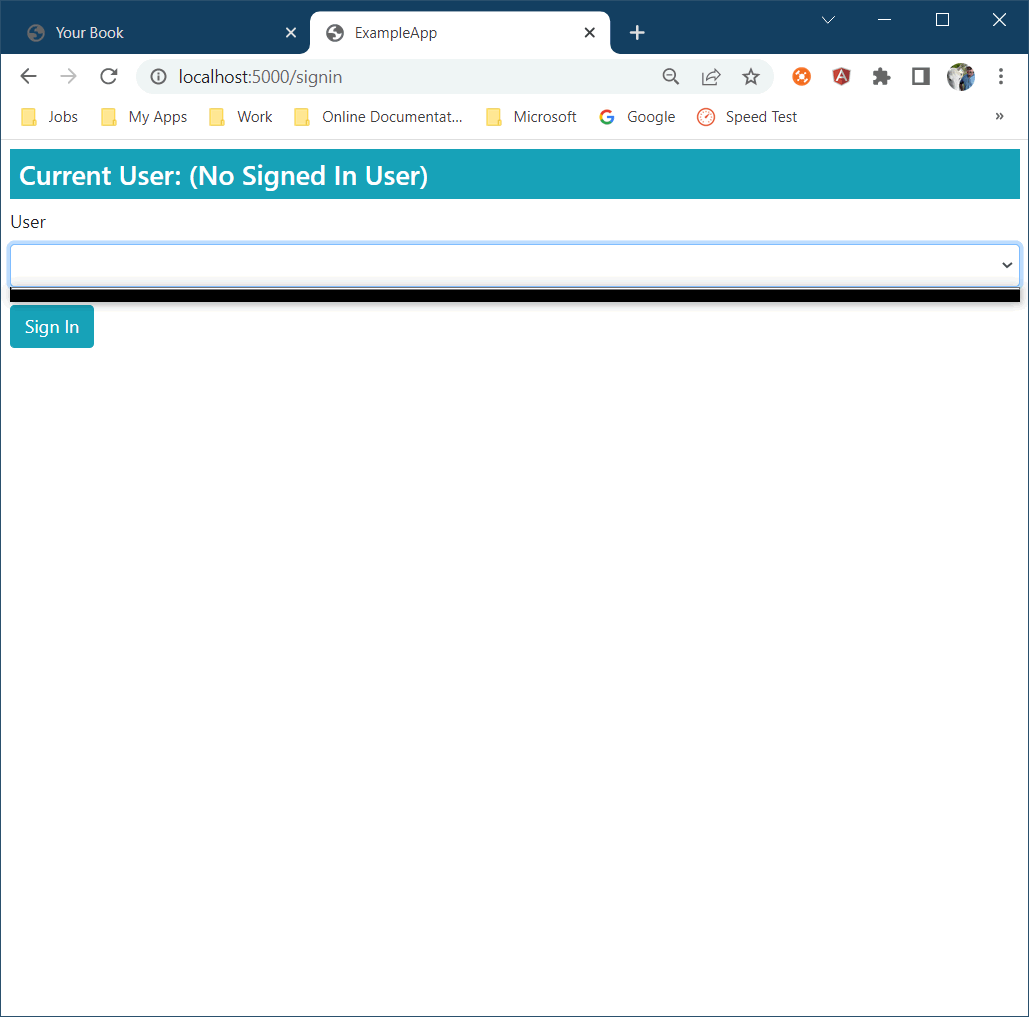 Your Book
ExampleApp
localhost:5000/signin
Jobs
My Apps
Work
Online Documentat...
Microsoft
Google
Speed Test
»
Current User: (No Signed In User)
User
Sign In